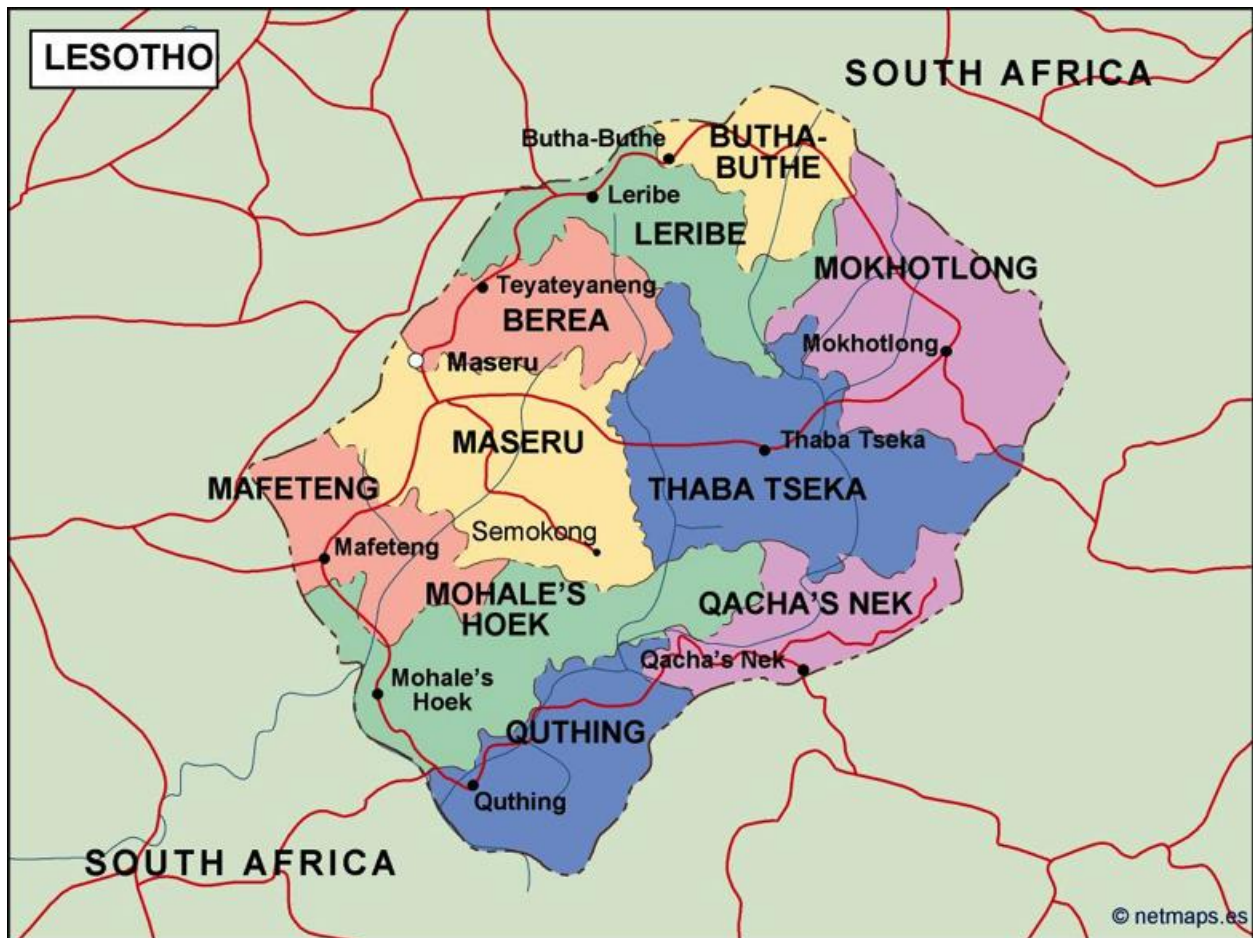 LESOTHO
SOUTH AFRICA
Butha-Buthe
BUTHA-
BUTHE
Leribe
LERIBE
MOKHOTLONG
Teyateyaneng
BEREA
Mokhotlong
Maseru
MASERU
Thaba Tseka
MAFETENG
THABA TSEKA
Semokong
Mafeteng
MOHALE'S
HOEK
QACHA'S NEK
Qacha's Nek
Mohale's
Hoek
QUTHING
Quthing
SOUTH AFRICA
© netmaps.es